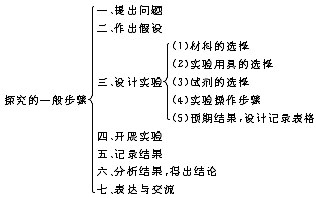 一、提出问题
二、作出假设
探究的一般步骤
三、设计实验
(1)材料的选择
(2)实验用具的选择
(3)试剂的选择
(4)实验操作步骤
(5)预期结果,设计记录表格
四、开展实验
五、记录结果
六、分析结果,得出结论
七、表达与交流